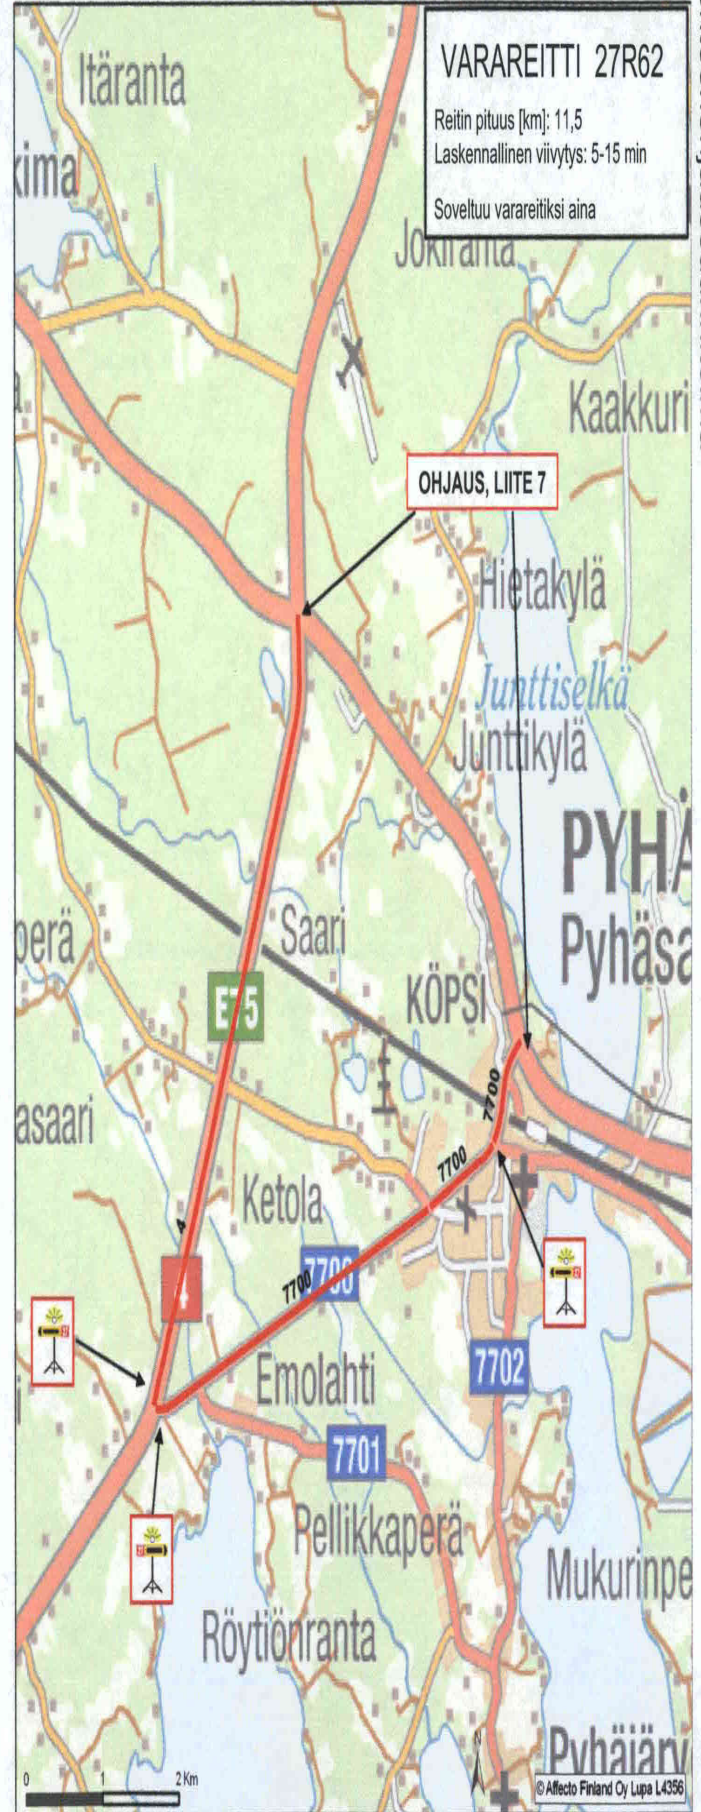 VARAREITTI 27R62
Reitin pituus [km]: 11,5
Laskennallinen viivytys: 5-15 min
Soveltuu varareitiksi aina
Itäranta
kima
Jokiranta
Kaakkuri
OHJAUS, LIITE 7
Hietakylä
Junttiselkä
Junttikylä
PYHÄ
Pyhäsa
Saari
perä
KÖPSI
E75
7700
asaari
7700
Ketola
4
7700
7700
4
Emolahti
7702
7701
Pellikkaperä
Mukurinpe
Röytiönranta
Pyhäjärv
N
0 1 2 Km
© Affecto Finland Oy Lupa L4356